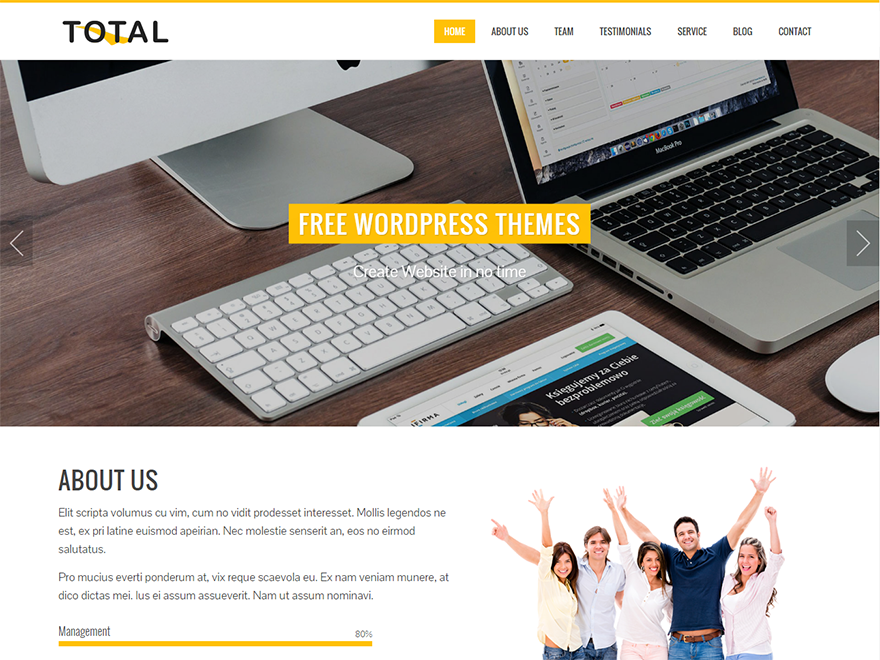 TOTAL
HOME ABOUT US TEAM TESTIMONIALS SERVICE BLOG CONTACT
MacBook Pro
FREE WORDPRESS THEMES
Create Website in no time
Księgujemy za Ciebie
bezproblemowo
ABOUT US
Elit scripta volumus cu vim, cum no vidit prodesset interesset. Mollis legendos ne
est, ex pri latine euismod apeirian. Nec molestie senserit an, eos no eirmod
salutatus.
Pro mucius everti ponderum at, vix reque scaevola eu. Ex nam veniam munere, at
dico dictas mei. Ius ei assum assueverit. Nam ut assum nominavi.
Management 80%